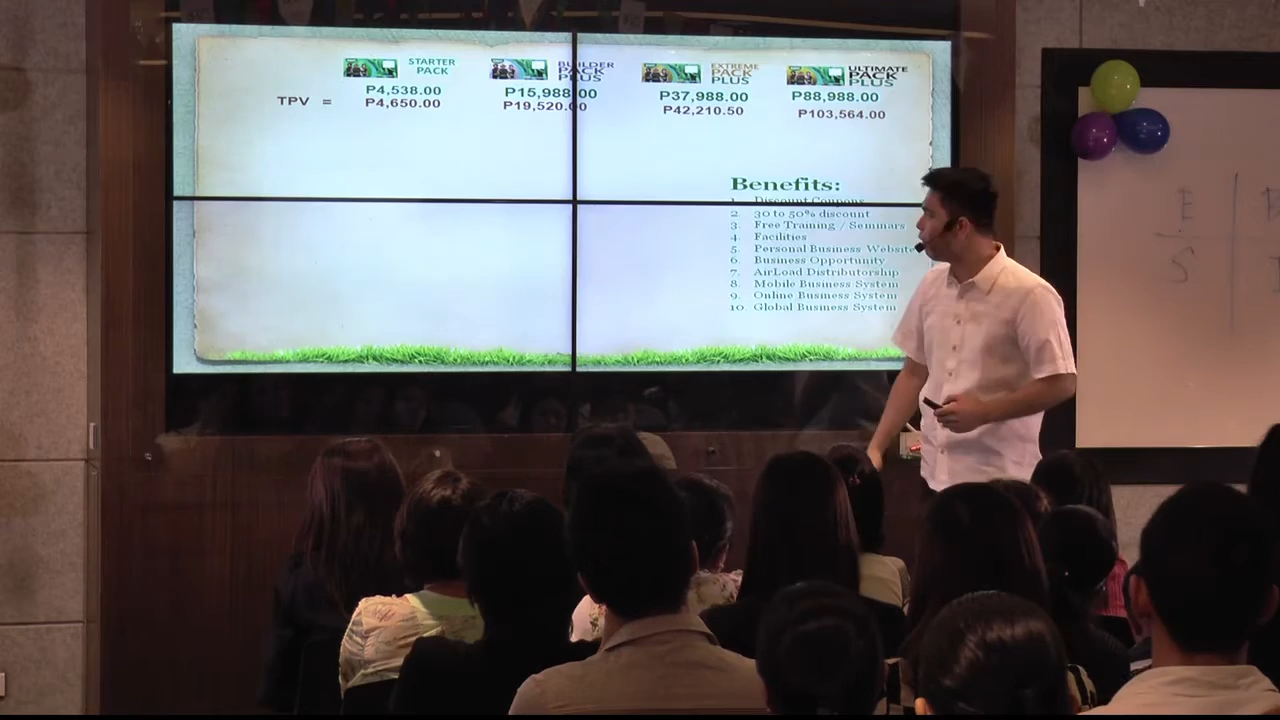 STARTER
PACK
P4,538.00
BUILDER
PACK
PLUS
P15,988.00
EXTREME
PACK
PLUS
P37,988.00
ULTIMATE
PACK
PLUS
P88,988.00
TPV = P4,650.00 P19,520.00 P42,210.50 P103,564.00
Benefits:
1. Discount Coupons
2. 30 to 50% discount
3. Free Training / Seminars
4. Facilities
5. Personal Business Website
6. Business Opportunity
7. AirLoad Distributorship
8. Mobile Business System
9. Online Business System
10. Global Business System
E
S